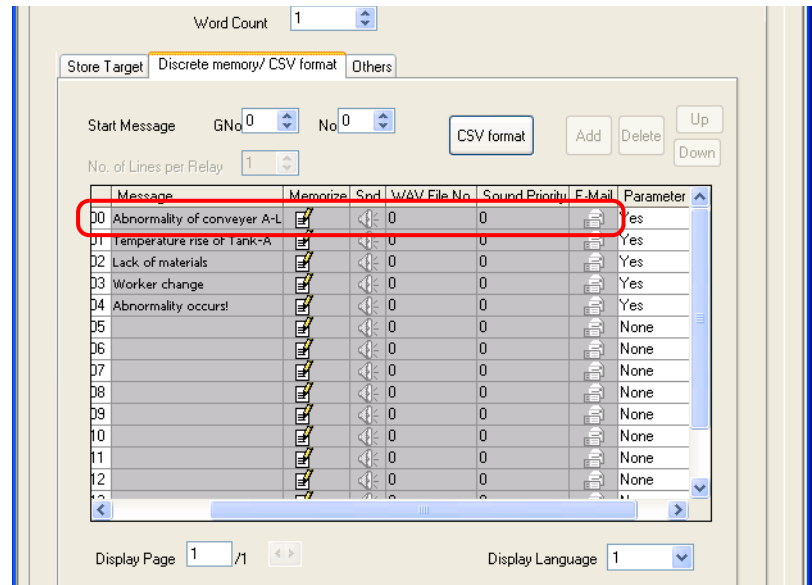 Word Count 1
Store Target Discrete memory/ CSV format Others
Start Message GNo 0 No 0 CSV format Add Delete Up
Down
No. of Lines per Relay 1
Message Memorize Snd WAV File No. Sound Priority E-Mail Parameter
00 Abnormality of conveyer A-L 0 0 Yes
01 Temperature rise of Tank-A 0 0 Yes
02 Lack of materials 0 0 Yes
03 Worker change 0 0 Yes
04 Abnormality occurs! 0 0 Yes
05 0 0 None
06 0 0 None
07 0 0 None
08 0 0 None
09 0 0 None
10 0 0 None
11 0 0 None
12 0 0 None
Display Page 1 /1 Display Language 1